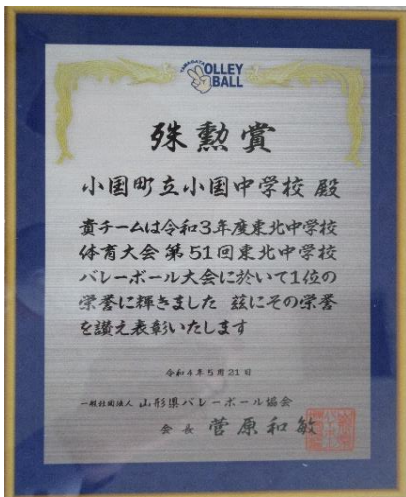 YAMAGATA
VOLLEY
BALL
殊勲賞
小国町立小国中学校 殿
貴チームは令和3年度東北中学校
体育大会 第51回東北中学校
バレーボール大会に於いて1位の
栄誉に輝きました 茲にその栄誉
を讃え表彰いたします
令和4年5月21日
一般社団法人 山形県バレーボール協会
会長 菅原和敏